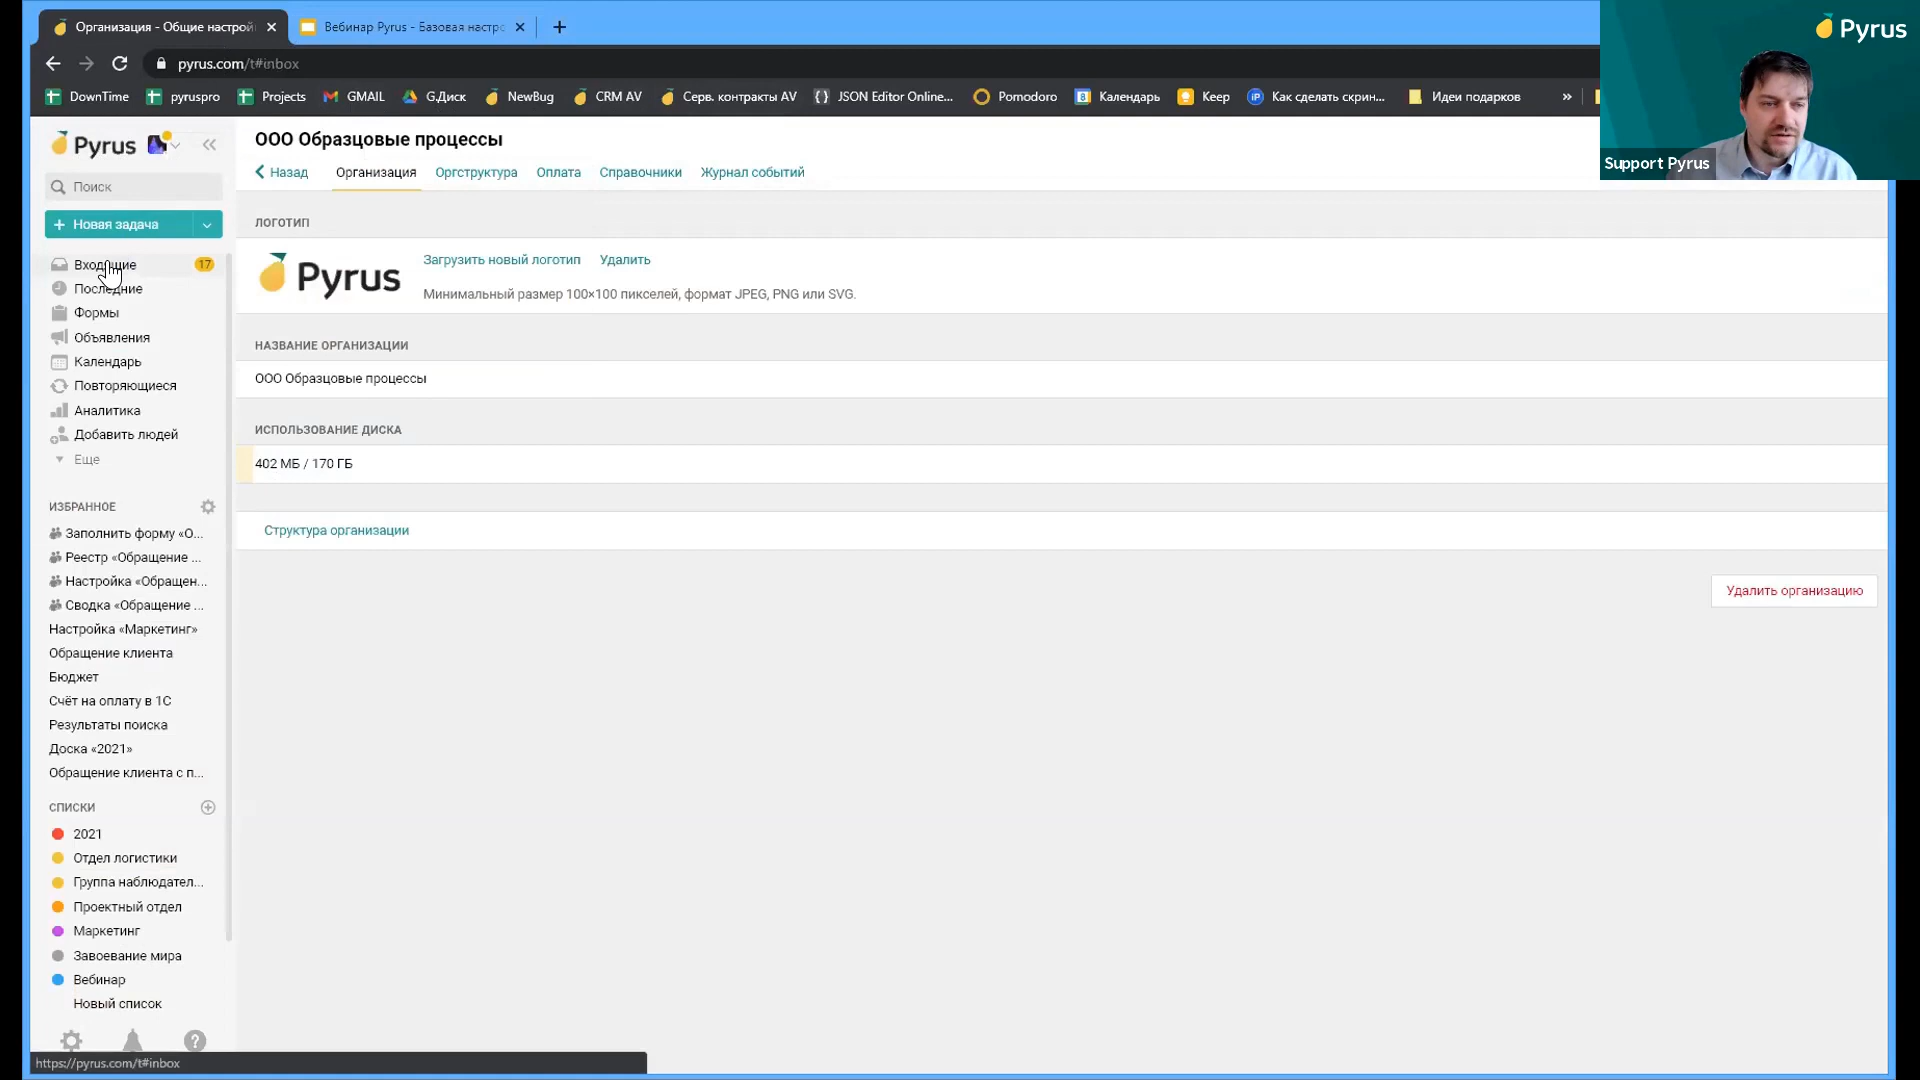 Организация - Общие настрой
Вебинар Pyrus - Базовая настро
pyrus.com/t#inbox
DownTime
pyruspro
Projects
GMAIL
G.Диск
NewBug
CRM AV
Серв. контракты AV
JSON Editor Online...
Pomodoro
Календарь
Keep
Как сделать скрин...
Идеи подарков
»
Pyrus
Support Pyrus
Pyrus
Поиск
+ Новая задача
Входящие 17
Последние
Формы
Объявления
Календарь
Повторяющиеся
Аналитика
Добавить людей
Еще
ИЗБРАННОЕ
Заполнить форму «О...
Реестр «Обращение ...
Настройка «Обращен...
Сводка «Обращение ...
Настройка «Маркетинг»
Обращение клиента
Бюджет
Счёт на оплату в 1С
Результаты поиска
Доска «2021»
Обращение клиента с п...
СПИСКИ
2021
Отдел логистики
Группа наблюдател...
Проектный отдел
Маркетинг
Завоевание мира
Вебинар
Новый список
https://pyrus.com/t#inbox
ООО Образцовые процессы
Назад
Организация
Оргструктура
Оплата
Справочники
Журнал событий
ЛОГОТИП
Pyrus
Загрузить новый логотип
Удалить
Минимальный размер 100×100 пикселей, формат JPEG, PNG или SVG.
НАЗВАНИЕ ОРГАНИЗАЦИИ
ООО Образцовые процессы
ИСПОЛЬЗОВАНИЕ ДИСКА
402 МБ / 170 ГБ
Структура организации
Удалить организацию